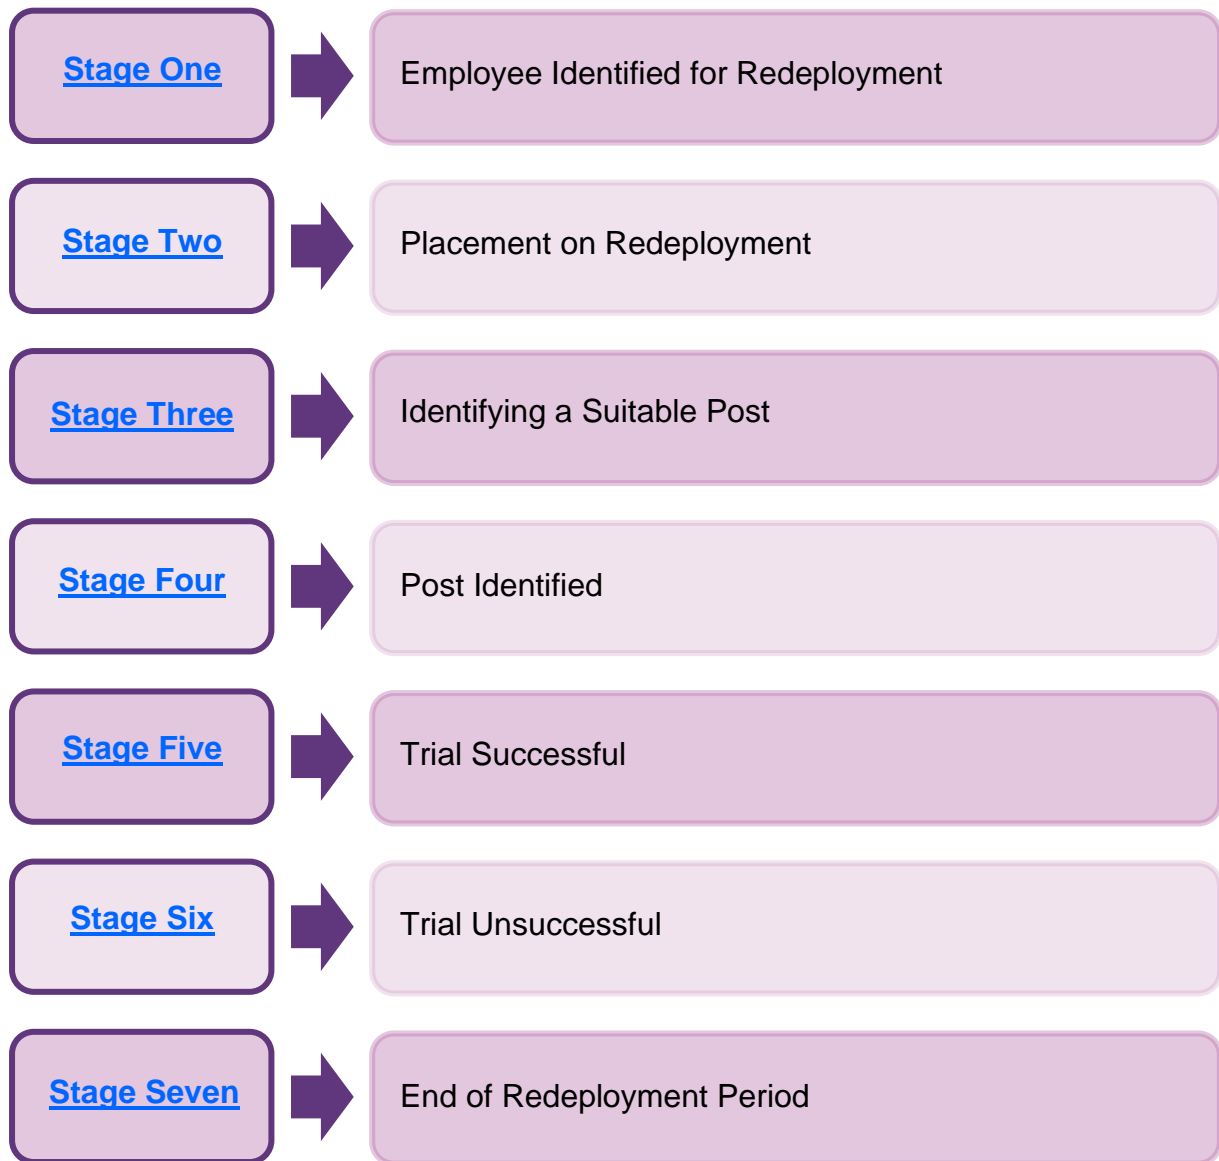 Stage One
Employee Identified for Redeployment
Stage Two
Placement on Redeployment
Stage Three
Identifying a Suitable Post
Stage Four
Post Identified
Stage Five
Trial Successful
Stage Six
Trial Unsuccessful
Stage Seven
End of Redeployment Period